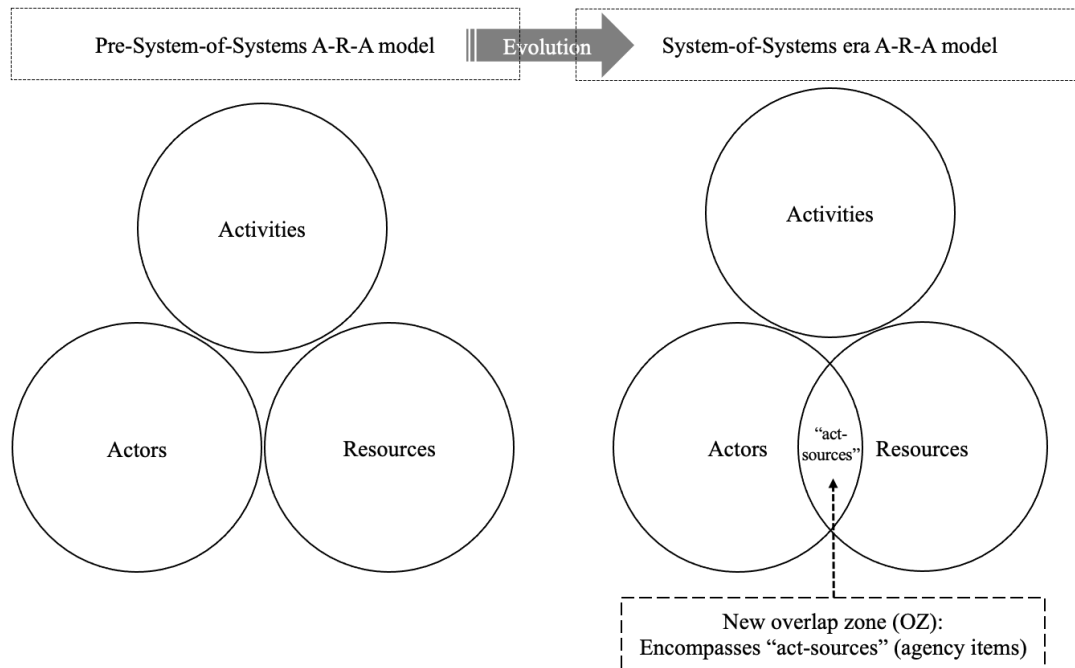 Pre-System-of-Systems A-R-A model
Evolution
System-of-Systems era A-R-A model
Activities
Actors
Resources
Activities
Actors
“act-
sources”
Resources
New overlap zone (OZ):
Encompasses “act-sources” (agency items)